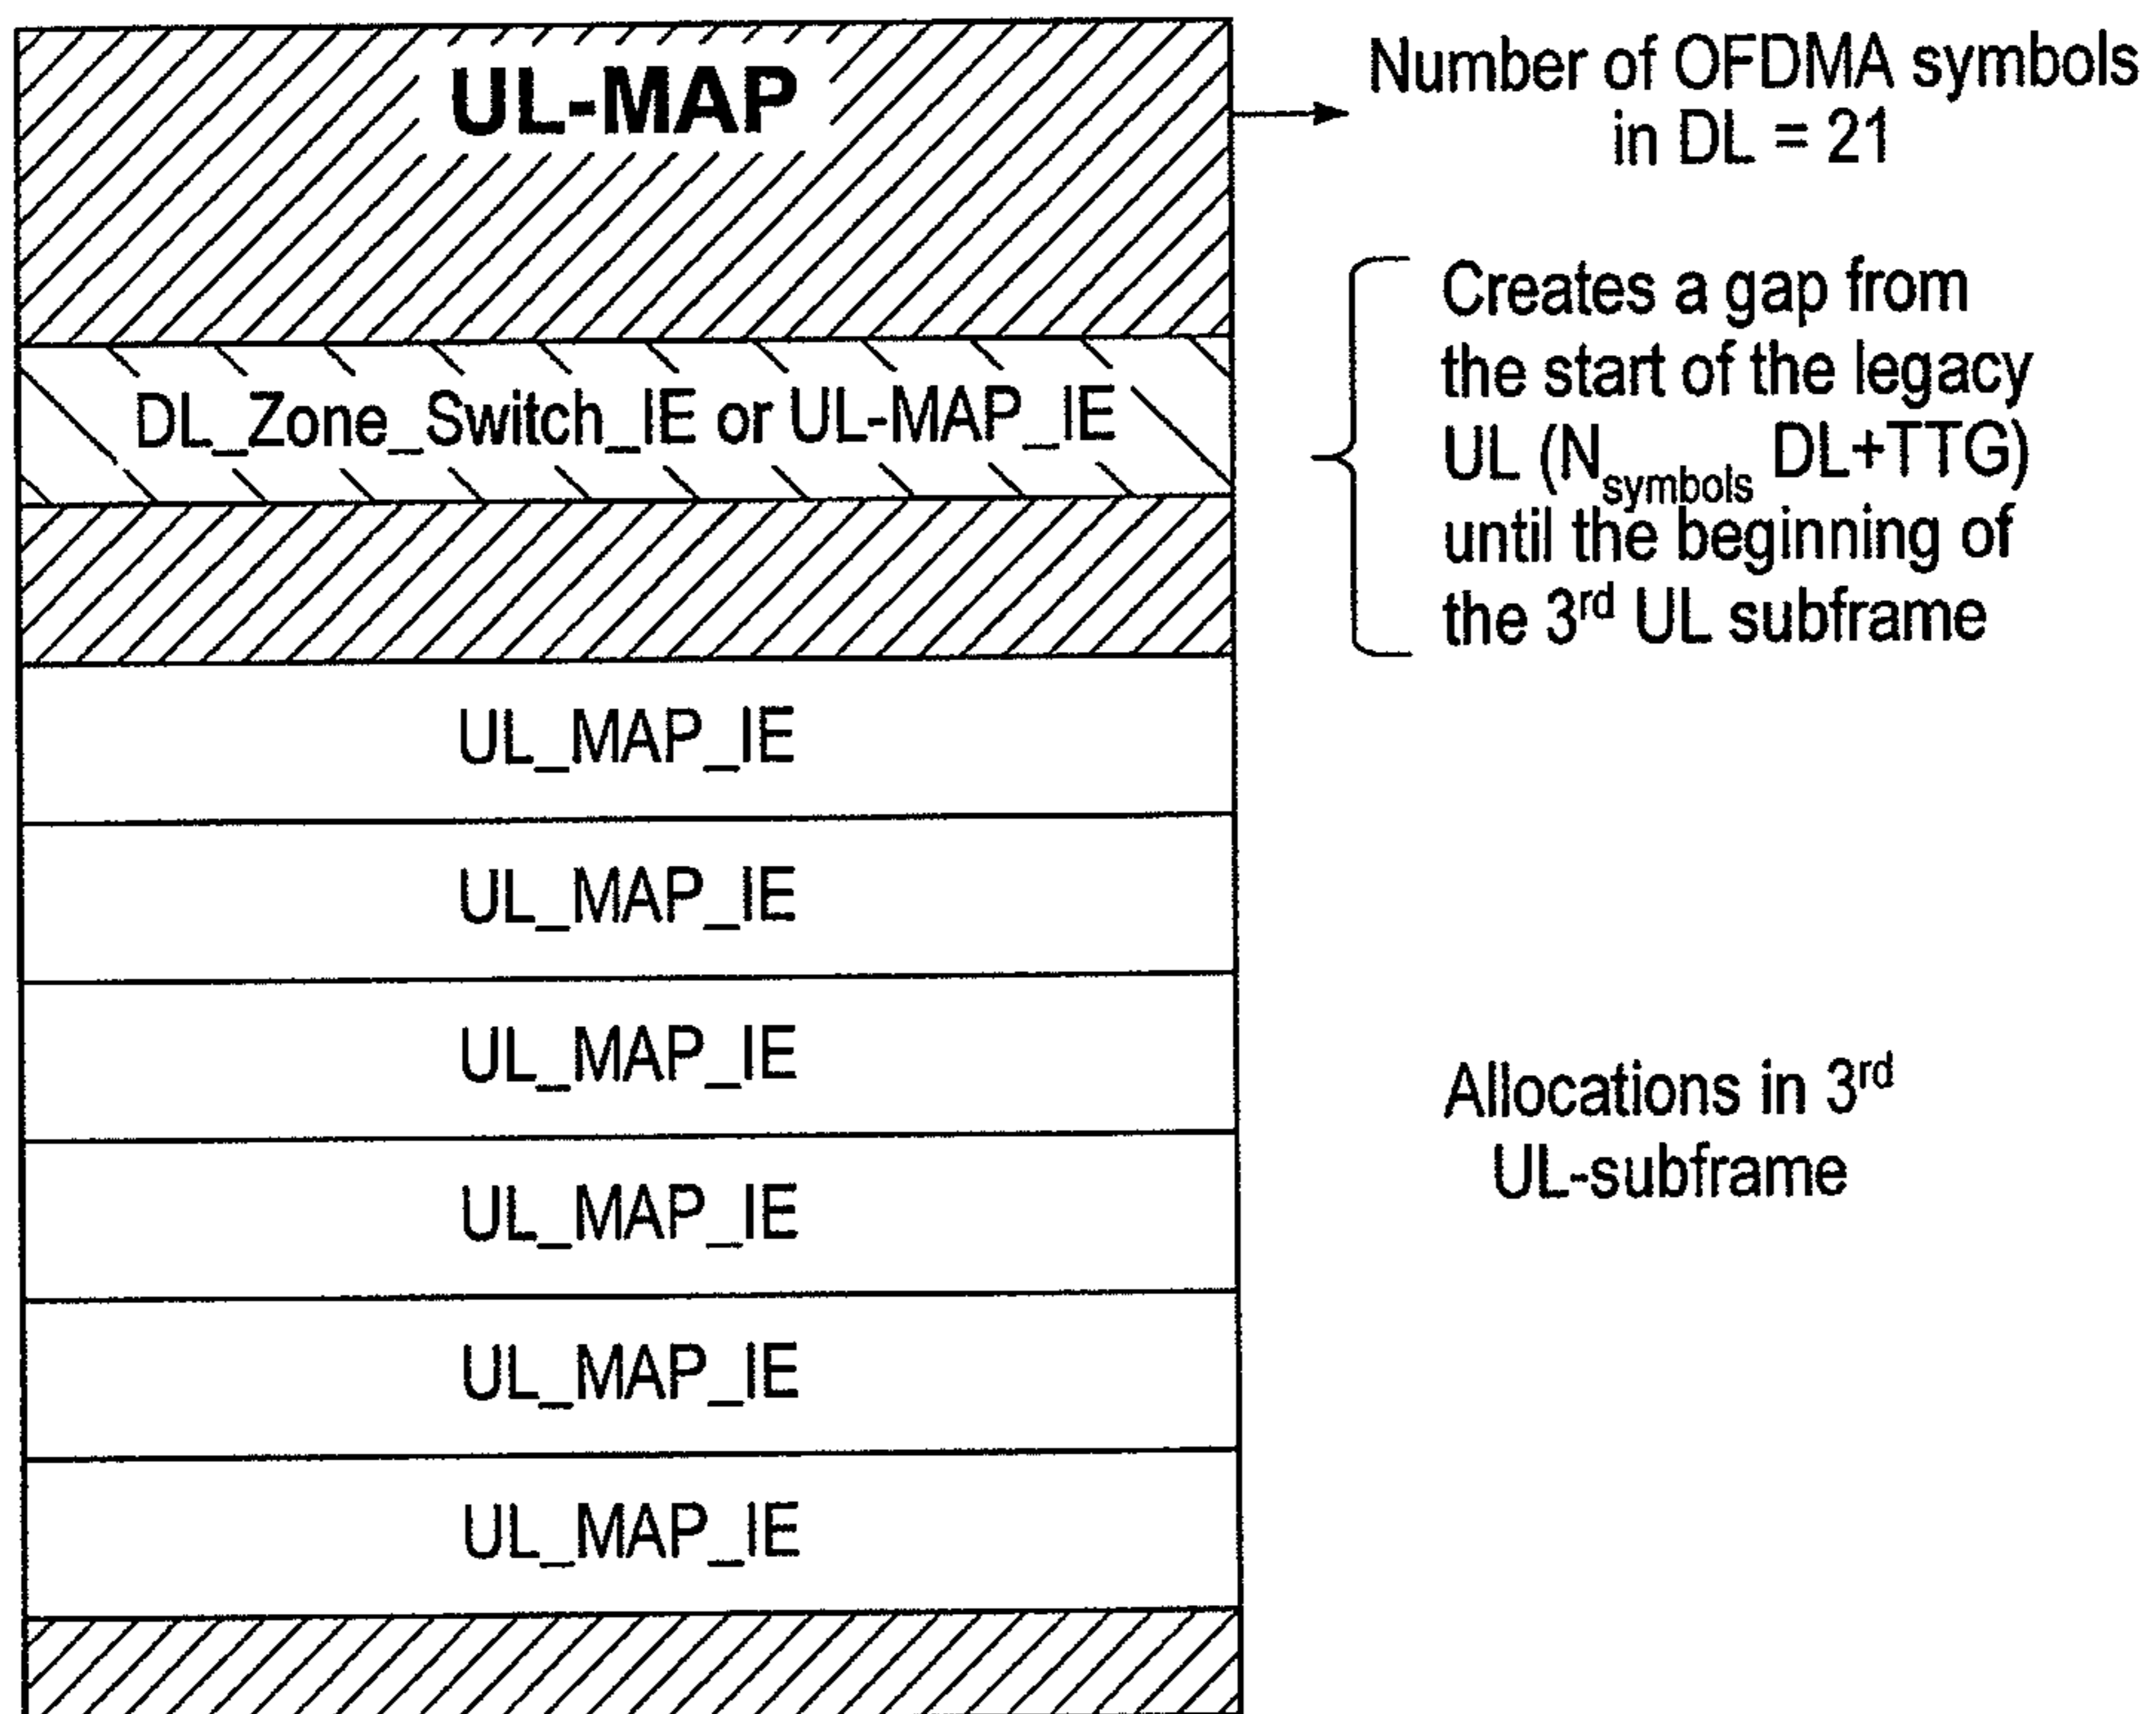 UL-MAP
Number of OFDMA symbols
in DL = 21
DL_Zone_Switch_IE or UL-MAP_IE
Creates a gap from
the start of the legacy
UL (Nsymbols DL+TTG)
until the beginning of
the 3rd UL subframe
UL_MAP_IE
UL_MAP_IE
UL_MAP_IE
UL_MAP_IE
UL_MAP_IE
UL_MAP_IE
Allocations in 3rd
UL-subframe